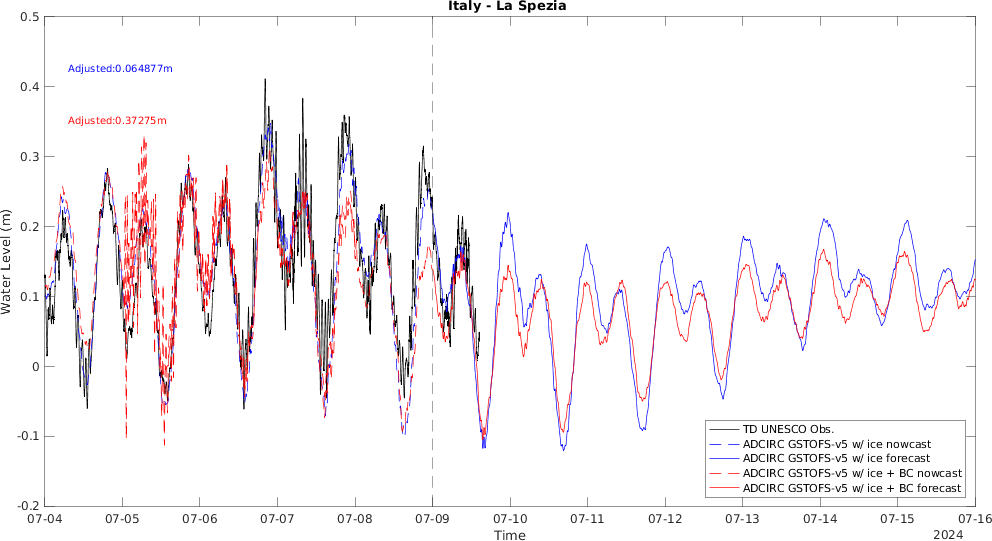 Italy - La Spezia
Adjusted:0.064877m
Adjusted:0.37275m
Water Level (m)
0.5
0.4
0.3
0.2
0.1
0
-0.1
-0.2
TD UNESCO Obs.
ADCIRC GSTOFS-v5 w/ ice nowcast
ADCIRC GSTOFS-v5 w/ ice forecast
ADCIRC GSTOFS-v5 w/ ice + BC nowcast
ADCIRC GSTOFS-v5 w/ ice + BC forecast
07-04 07-05 07-06 07-07 07-08 07-09 07-10 07-11 07-12 07-13 07-14 07-15 07-16
Time
2024